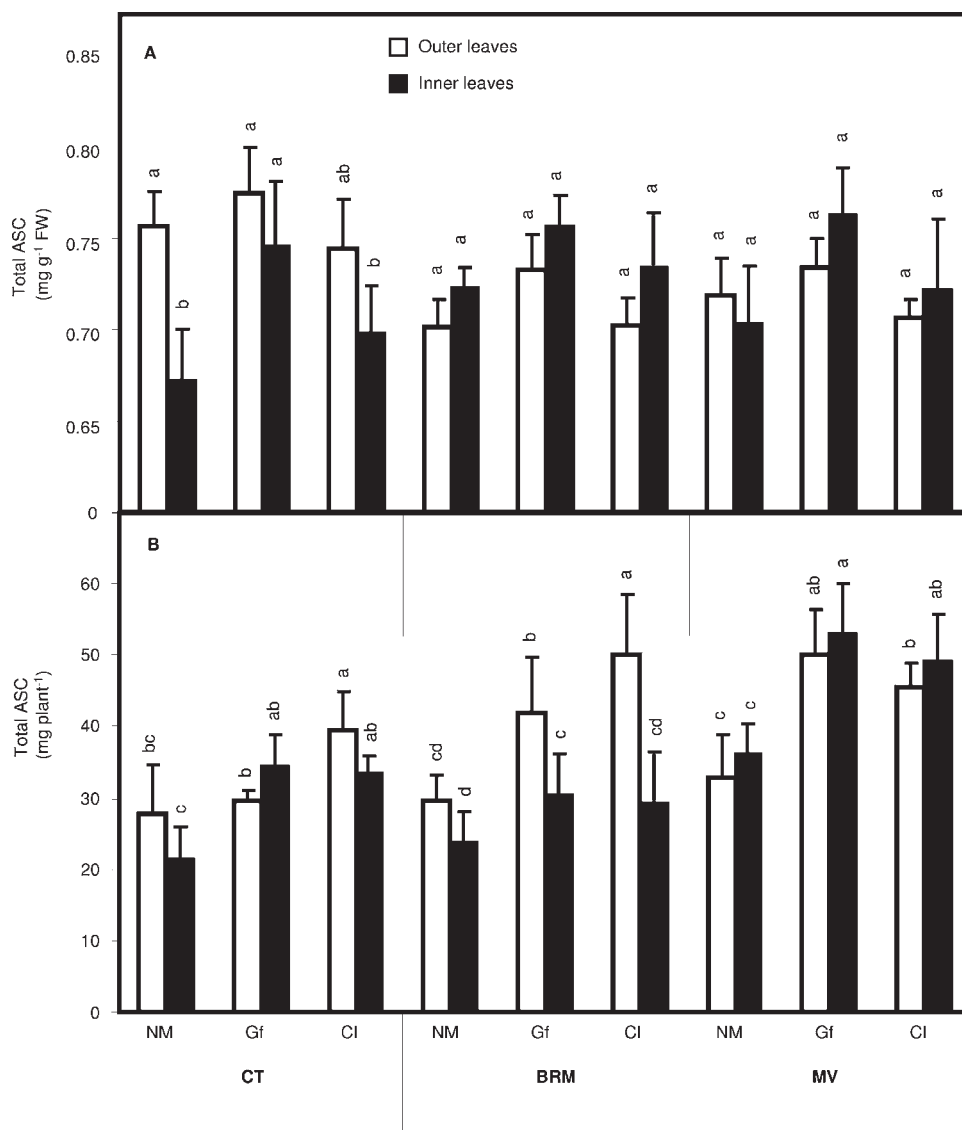 A
Outer leaves
Inner leaves
0.85
0.80
0.75
0.70
0.65
0
Total ASC
(mg g⁻¹ FW)
a b a a ab b a a a a a a a a a a a a
B
60
50
40
30
20
10
0
Total ASC
(mg plant⁻¹)
bc c b ab a ab cd d b c a cd c c ab a b ab
NM Gf Cl NM Gf Cl NM Gf Cl
CT BRM MV